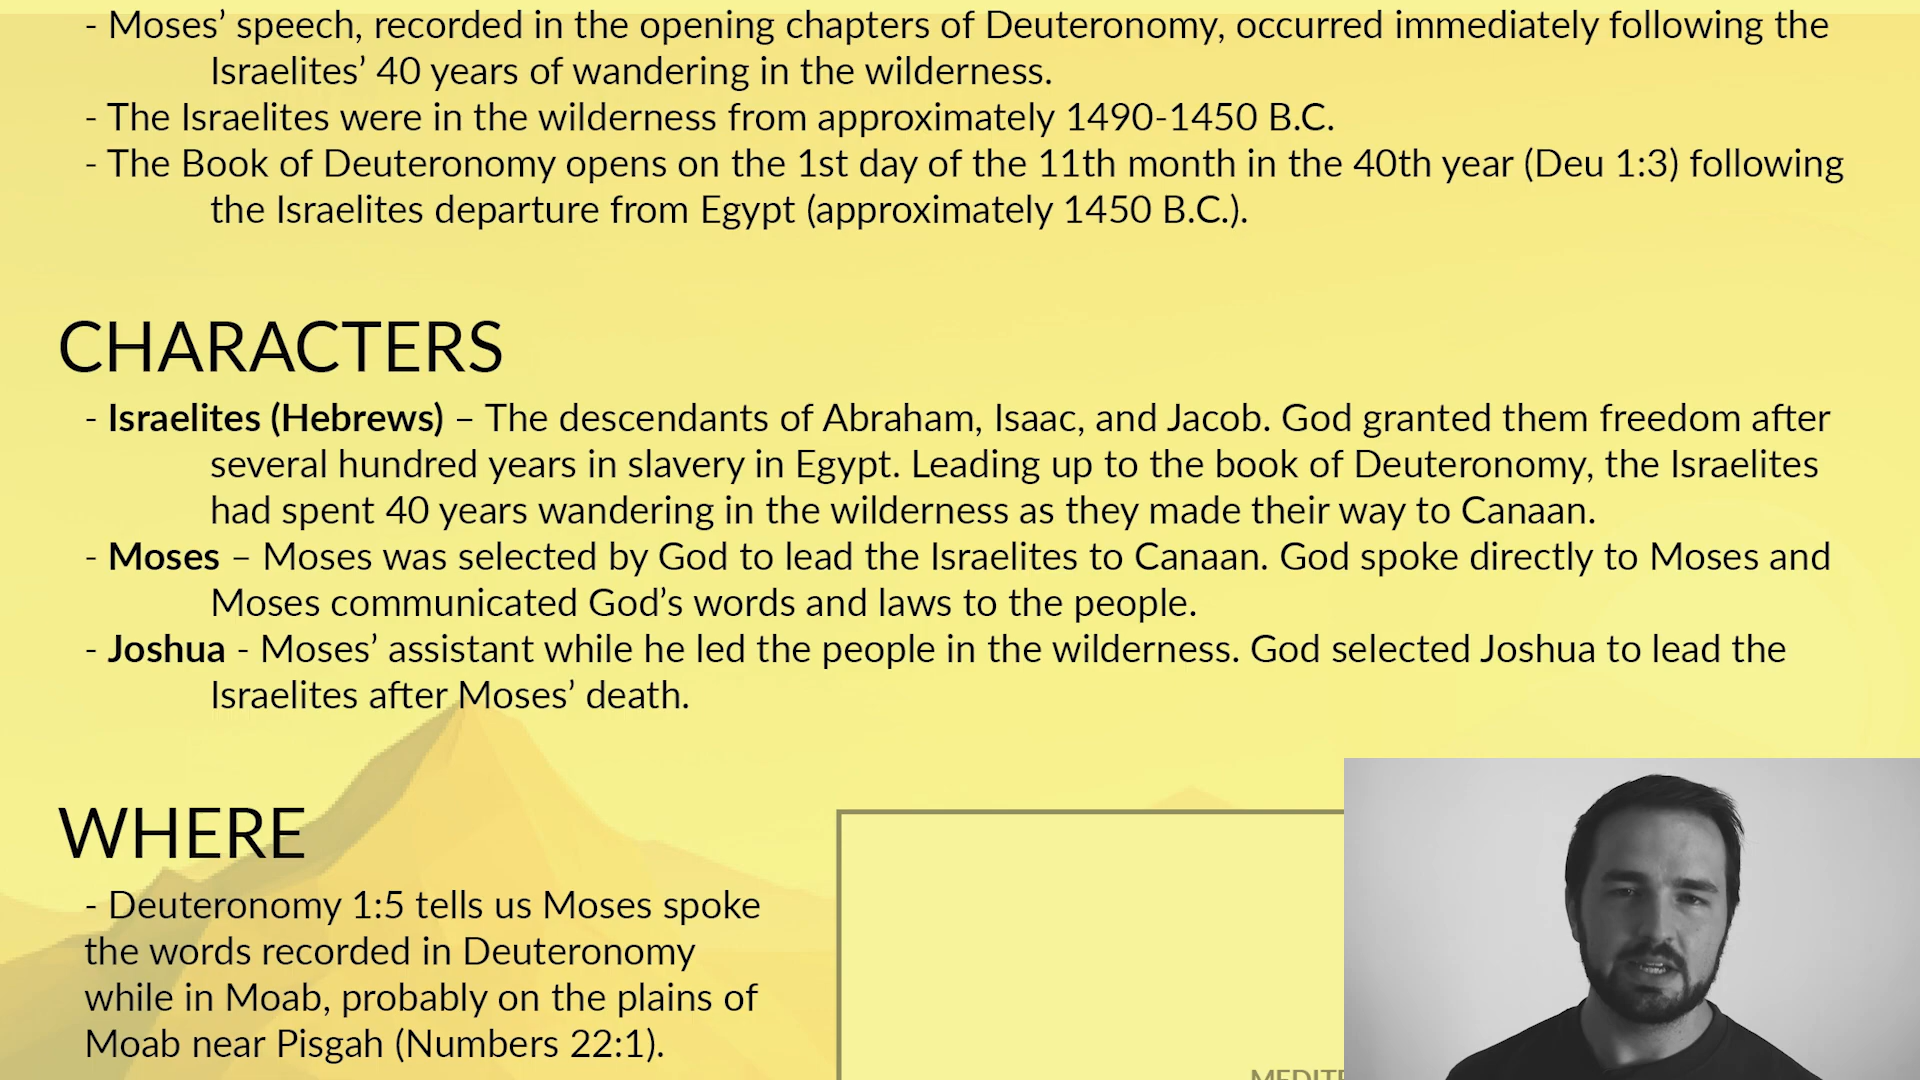 - Moses’ speech, recorded in the opening chapters of Deuteronomy, occurred immediately following the
Israelites’ 40 years of wandering in the wilderness.
- The Israelites were in the wilderness from approximately 1490-1450 B.C.
- The Book of Deuteronomy opens on the 1st day of the 11th month in the 40th year (Deu 1:3) following
the Israelites departure from Egypt (approximately 1450 B.C.).
CHARACTERS
- Israelites (Hebrews) – The descendants of Abraham, Isaac, and Jacob. God granted them freedom after
several hundred years in slavery in Egypt. Leading up to the book of Deuteronomy, the Israelites
had spent 40 years wandering in the wilderness as they made their way to Canaan.
- Moses – Moses was selected by God to lead the Israelites to Canaan. God spoke directly to Moses and
Moses communicated God’s words and laws to the people.
- Joshua - Moses’ assistant while he led the people in the wilderness. God selected Joshua to lead the
Israelites after Moses’ death.
WHERE
- Deuteronomy 1:5 tells us Moses spoke
the words recorded in Deuteronomy
while in Moab, probably on the plains of
Moab near Pisgah (Numbers 22:1).